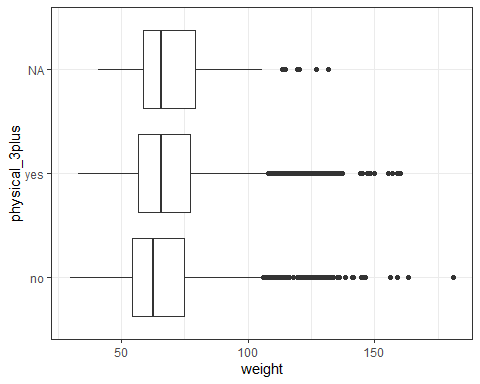 physical_3plus
NA
yes
no
50
100
150
weight